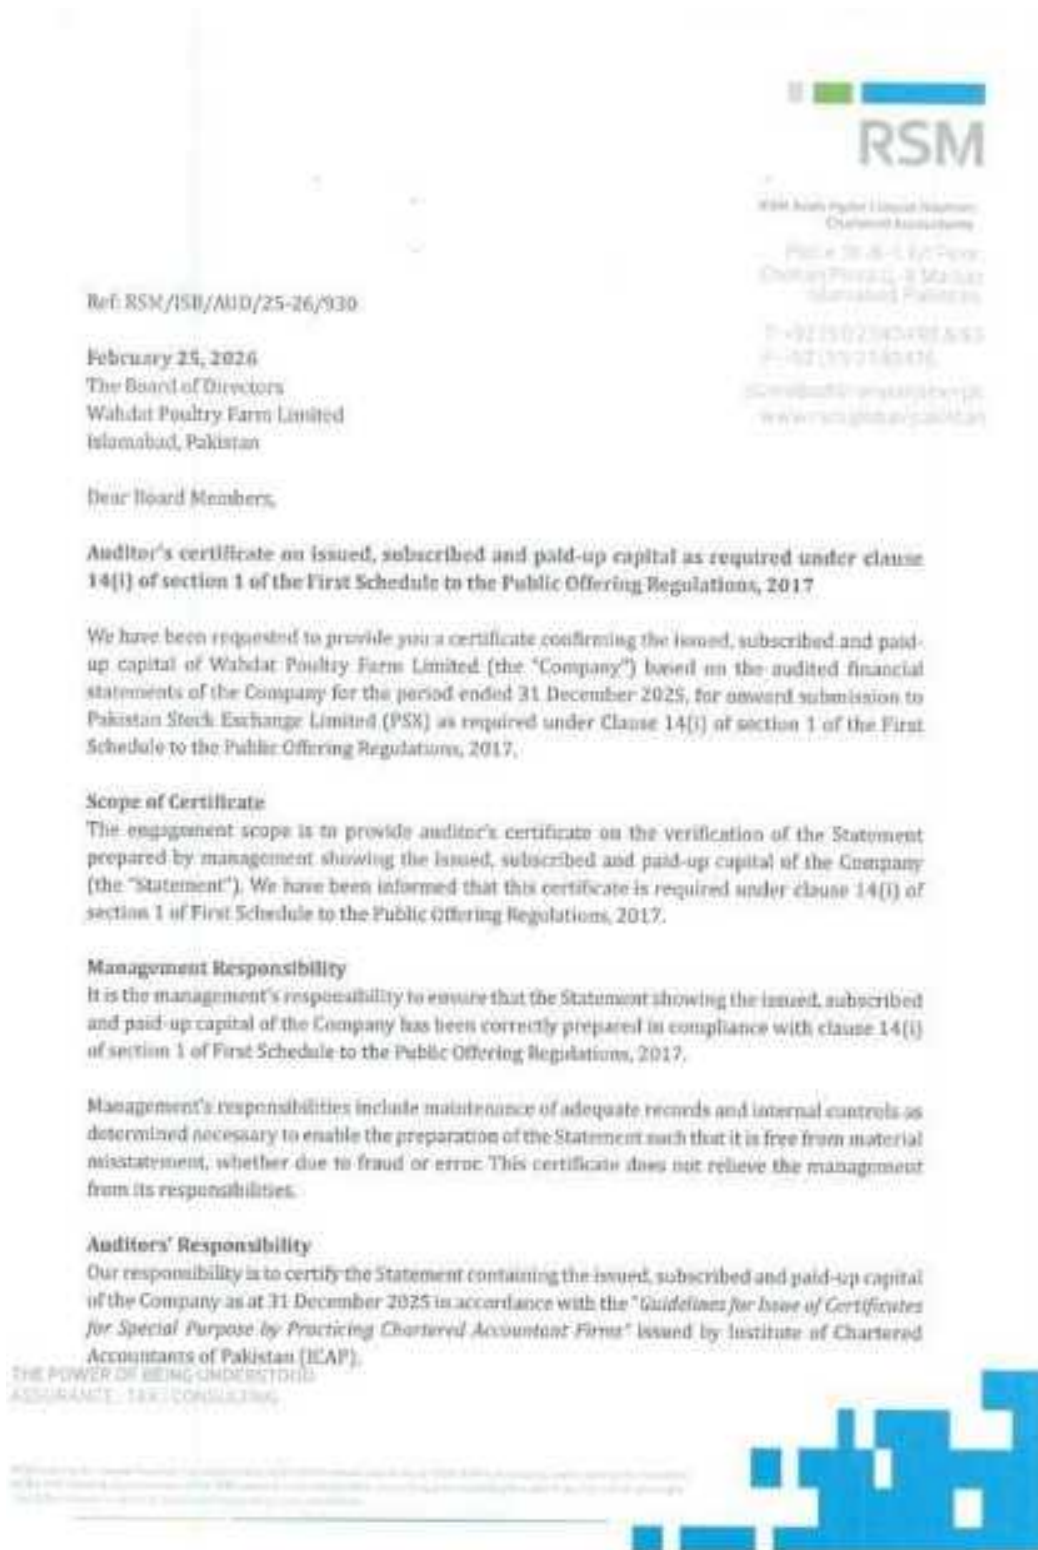 RSM
Chartered Accountants
Ref: RSM/ISB/AUD/25-26/930
February 25, 2026
The Board of Directors
Wahdat Poultry Farm Limited
Islamabad, Pakistan
Dear Board Members,
Auditor's certificate on issued, subscribed and paid-up capital as required under clause
14(i) of section 1 of the First Schedule to the Public Offering Regulations, 2017
We have been requested to provide you a certificate confirming the issued, subscribed and paid-
up capital of Wahdat Poultry Farm Limited (the "Company") based on the audited financial
statements of the Company for the period ended 31 December 2025, for onward submission to
Pakistan Stock Exchange Limited (PSX) as required under Clause 14(i) of section 1 of the First
Schedule to the Public Offering Regulations, 2017.
Scope of Certificate
The engagement scope is to provide auditor's certificate on the verification of the Statement
prepared by management showing the issued, subscribed and paid-up capital of the Company
(the "Statement"). We have been informed that this certificate is required under clause 14(i) of
section 1 of First Schedule to the Public Offering Regulations, 2017.
Management Responsibility
It is the management's responsibility to ensure that the Statement showing the issued, subscribed
and paid-up capital of the Company has been correctly prepared in compliance with clause 14(i)
of section 1 of First Schedule to the Public Offering Regulations, 2017.
Management's responsibilities include maintenance of adequate records and internal controls as
determined necessary to enable the preparation of the Statement such that it is free from material
misstatement, whether due to fraud or error. This certificate does not relieve the management
from its responsibilities.
Auditors' Responsibility
Our responsibility is to certify the Statement containing the issued, subscribed and paid-up capital
of the Company as at 31 December 2025 in accordance with the "Guidelines for Issue of Certificates
for Special Purpose by Practicing Chartered Accountant Firms" issued by Institute of Chartered
Accountants of Pakistan (ICAP).
THE POWER OF BEING UNDERSTOOD
ASSURANCE | TAX | CONSULTING